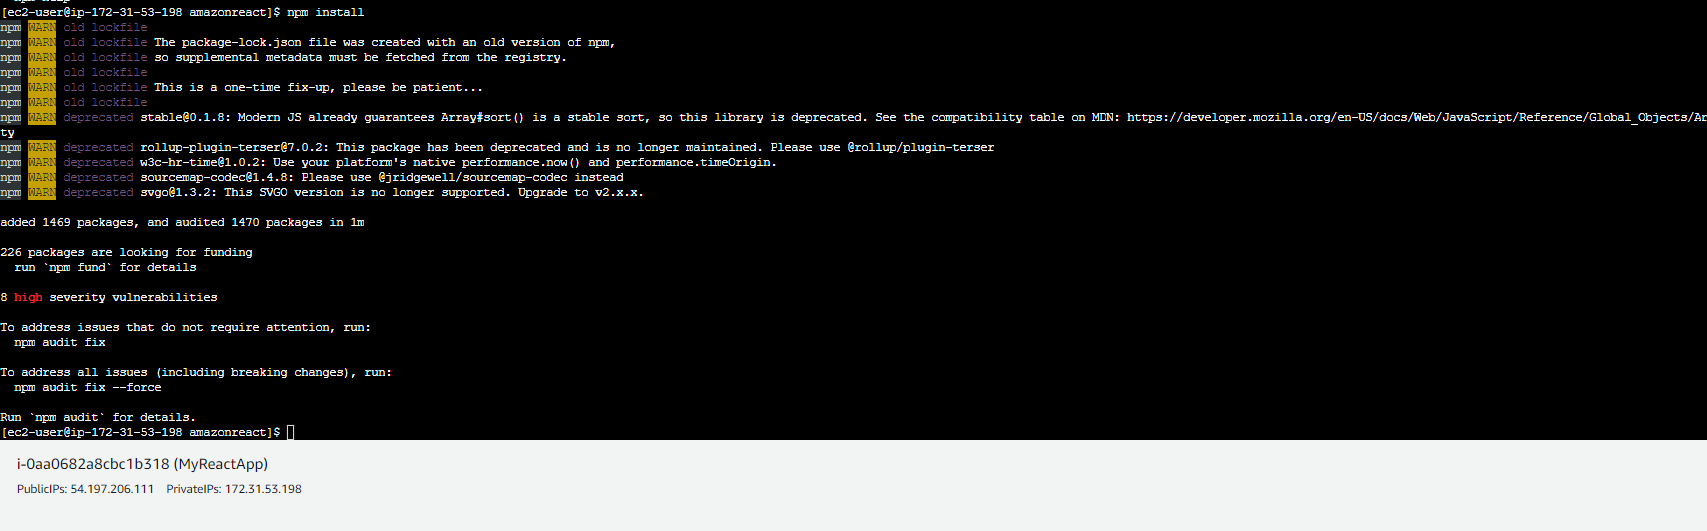 [ec2-user@ip-172-31-53-198 amazonreact]$ npm install
npm WARN old lockfile
npm WARN old lockfile The package-lock.json file was created with an old version of npm,
npm WARN old lockfile so supplemental metadata must be fetched from the registry.
npm WARN old lockfile
npm WARN old lockfile This is a one-time fix-up, please be patient...
npm WARN old lockfile
npm WARN deprecated stable@0.1.8: Modern JS already guarantees Array#sort() is a stable sort, so this library is deprecated. See the compatibility table on MDN: https://developer.mozilla.org/en-US/docs/Web/JavaScript/Reference/Global_Objects/Ar
ty
npm WARN deprecated rollup-plugin-terser@7.0.2: This package has been deprecated and is no longer maintained. Please use @rollup/plugin-terser
npm WARN deprecated w3c-hr-time@1.0.2: Use your platform's native performance.now() and performance.timeOrigin.
npm WARN deprecated sourcemap-codec@1.4.8: Please use @jridgewell/sourcemap-codec instead
npm WARN deprecated svgo@1.3.2: This SVGO version is no longer supported. Upgrade to v2.x.x.
added 1469 packages, and audited 1470 packages in 1m
226 packages are looking for funding
run `npm fund` for details
8 high severity vulnerabilities
To address issues that do not require attention, run:
npm audit fix
To address all issues (including breaking changes), run:
npm audit fix --force
Run `npm audit` for details.
[ec2-user@ip-172-31-53-198 amazonreact]$
i-0aa0682a8cbc1b318 (MyReactApp)
PublicIPs: 54.197.206.111 PrivateIPs: 172.31.53.198